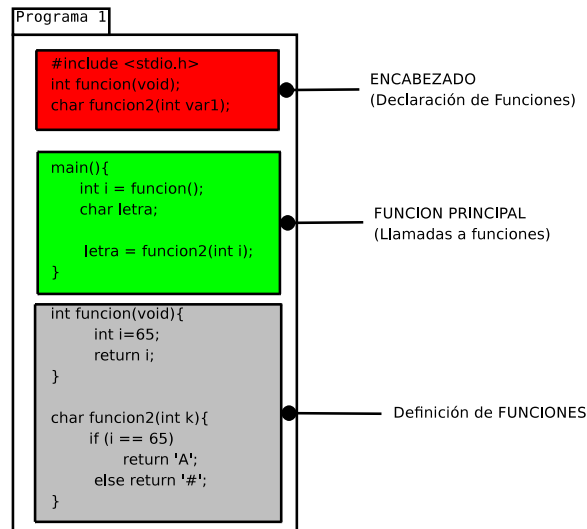 Programa 1
#include <stdio.h>
int funcion(void);
char funcion2(int var1);
ENCABEZADO
(Declaración de Funciones)
main(){
int i = funcion();
char letra;
letra = funcion2(int i);
}
FUNCION PRINCIPAL
(Llamadas a funciones)
int funcion(void){
int i=65;
return i;
}
char funcion2(int k){
if (i == 65)
return 'A';
else return '#';
}
Definición de FUNCIONES